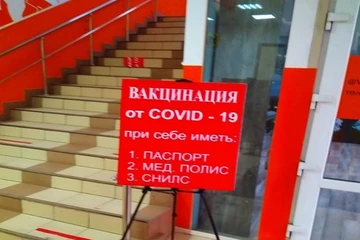 ВАКЦИНАЦИЯ
от COVID - 19
при себе иметь:
1. ПАСПОРТ
2. МЕД. ПОЛИС
3. СНИЛС